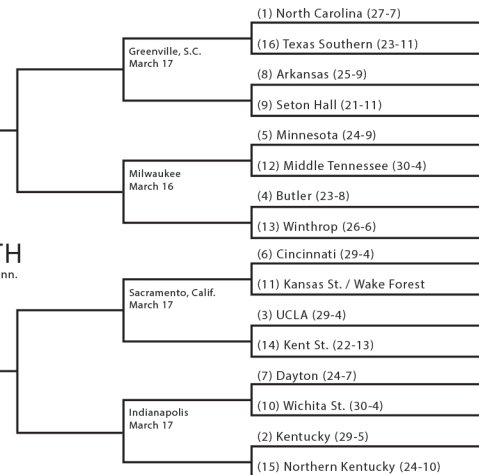 (1) North Carolina (27-7)
Greenville, S.C.
March 17
(16) Texas Southern (23-11)
(8) Arkansas (25-9)
(9) Seton Hall (21-11)
(5) Minnesota (24-9)
Milwaukee
March 16
(12) Middle Tennessee (30-4)
(4) Butler (23-8)
(13) Winthrop (26-6)
TH
nn.
(6) Cincinnati (29-4)
Sacramento, Calif.
March 17
(11) Kansas St. / Wake Forest
(3) UCLA (29-4)
(14) Kent St. (22-13)
(7) Dayton (24-7)
Indianapolis
March 17
(10) Wichita St. (30-4)
(2) Kentucky (29-5)
(15) Northern Kentucky (24-10)